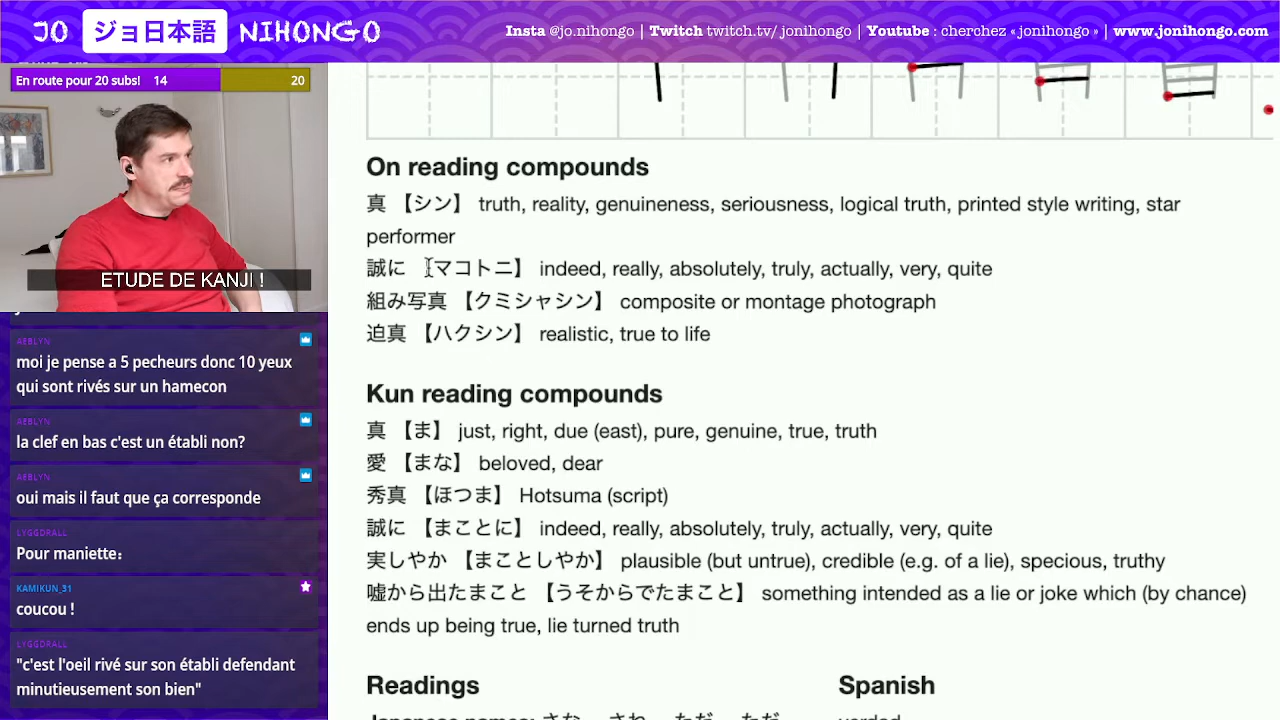 JO ジョ日本語 NIHONGO
Insta @jo.nihongo | Twitch twitch.tv/ jonihongo | Youtube : cherchez « jonihongo » | www.jonihongo.com
En route pour 20 subs! 14 20
ETUDE DE KANJI !
AEBLYN
moi je pense a 5 pecheurs donc 10 yeux
qui sont rivés sur un hamecon
AEBLYN
la clef en bas c'est un établi non?
AEBLYN
oui mais il faut que ça corresponde
LYGGDRALL
Pour maniette:
KAMIKUN_31
coucou !
LYGGDRALL
"c'est l'oeil rivé sur son établi defendant
minutieusement son bien"
On reading compounds
真 【シン】 truth, reality, genuineness, seriousness, logical truth, printed style writing, star
performer
誠に 【マコトニ】 indeed, really, absolutely, truly, actually, very, quite
組み写真 【クミシャシン】 composite or montage photograph
迫真 【ハクシン】 realistic, true to life
Kun reading compounds
真 【ま】 just, right, due (east), pure, genuine, true, truth
愛 【まな】 beloved, dear
秀真 【ほつま】 Hotsuma (script)
誠に 【まことに】 indeed, really, absolutely, truly, actually, very, quite
実しやか 【まことしやか】 plausible (but untrue), credible (e.g. of a lie), specious, truthy
嘘から出たまこと 【うそからでたまこと】 something intended as a lie or joke which (by chance)
ends up being true, lie turned truth
Readings
Spanish
Japanese names: さな、 さね、 ただ、 ただ
verdad